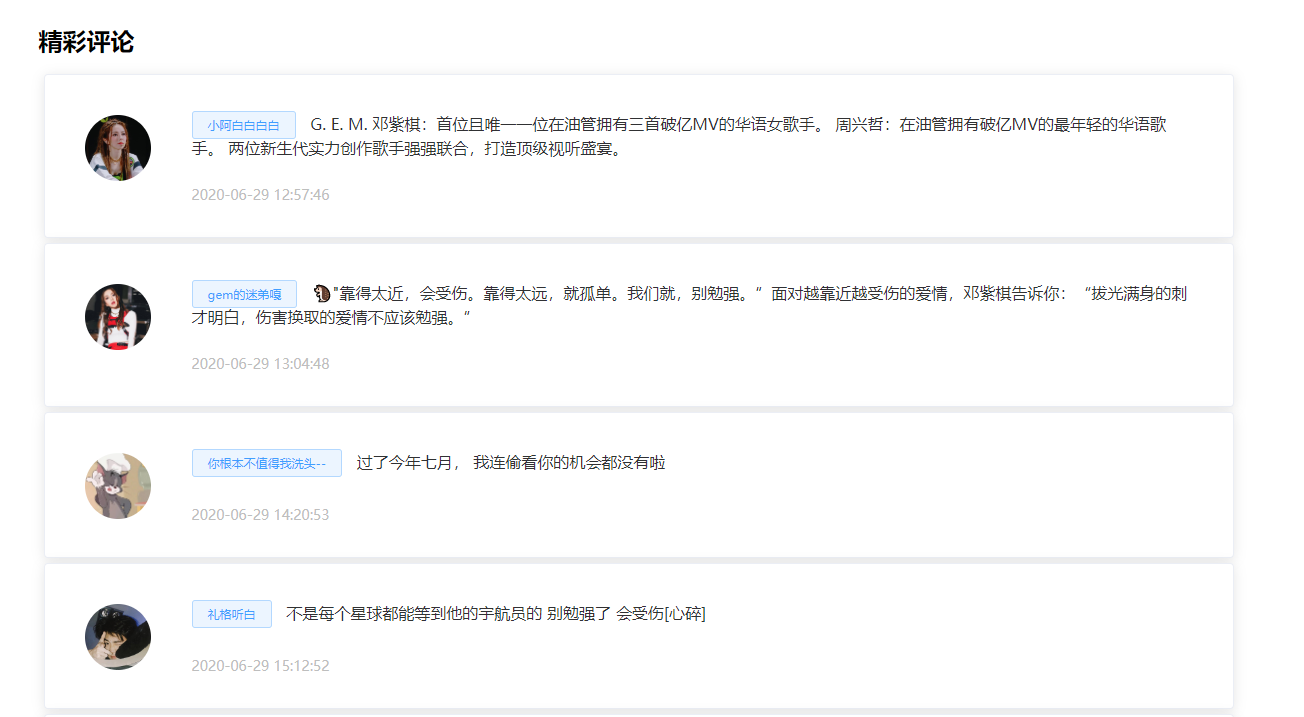 精彩评论
小阿白白白白 G. E. M. 邓紫棋：首位且唯一一位在油管拥有三首破亿MV的华语女歌手。 周兴哲：在油管拥有破亿MV的最年轻的华语歌
手。 两位新生代实力创作歌手强强联合，打造顶级视听盛宴。
2020-06-29 12:57:46
gem的迷弟嘎 🦔"靠得太近，会受伤。靠得太远，就孤单。我们就，别勉强。” 面对越靠近越受伤的爱情，邓紫棋告诉你：“拔光满身的刺
才明白，伤害换取的爱情不应该勉强。“
2020-06-29 13:04:48
你根本不值得我洗头-- 过了今年七月， 我连偷看你的机会都没有啦
2020-06-29 14:20:53
礼格听白 不是每个星球都能等到他的宇航员的 别勉强了 会受伤[心碎]
2020-06-29 15:12:52